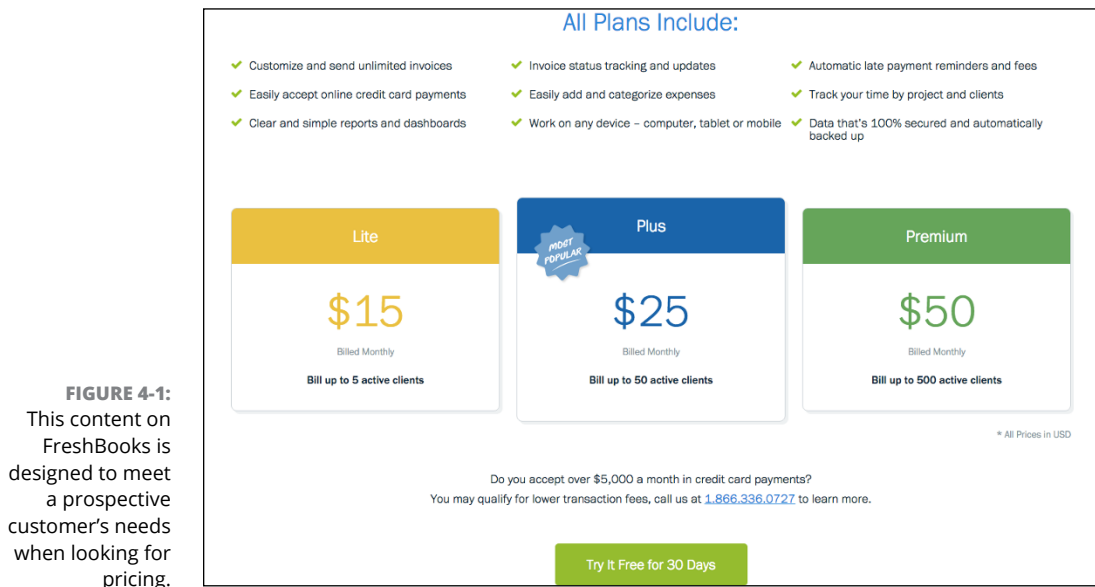 All Plans Include:
Customize and send unlimited invoices
Easily accept online credit card payments
Clear and simple reports and dashboards
Invoice status tracking and updates
Easily add and categorize expenses
Work on any device – computer, tablet or mobile
Automatic late payment reminders and fees
Track your time by project and clients
Data that's 100% secured and automatically
backed up
Lite
$15
Billed Monthly
Bill up to 5 active clients
Plus
MOST
POPULAR
$25
Billed Monthly
Bill up to 50 active clients
Premium
$50
Billed Monthly
Bill up to 500 active clients
* All Prices in USD
Do you accept over $5,000 a month in credit card payments?
You may qualify for lower transaction fees, call us at 1.866.336.0727 to learn more.
Try It Free for 30 Days
FIGURE 4-1:
This content on
FreshBooks is
designed to meet
a prospective
customer’s needs
when looking for
pricing.